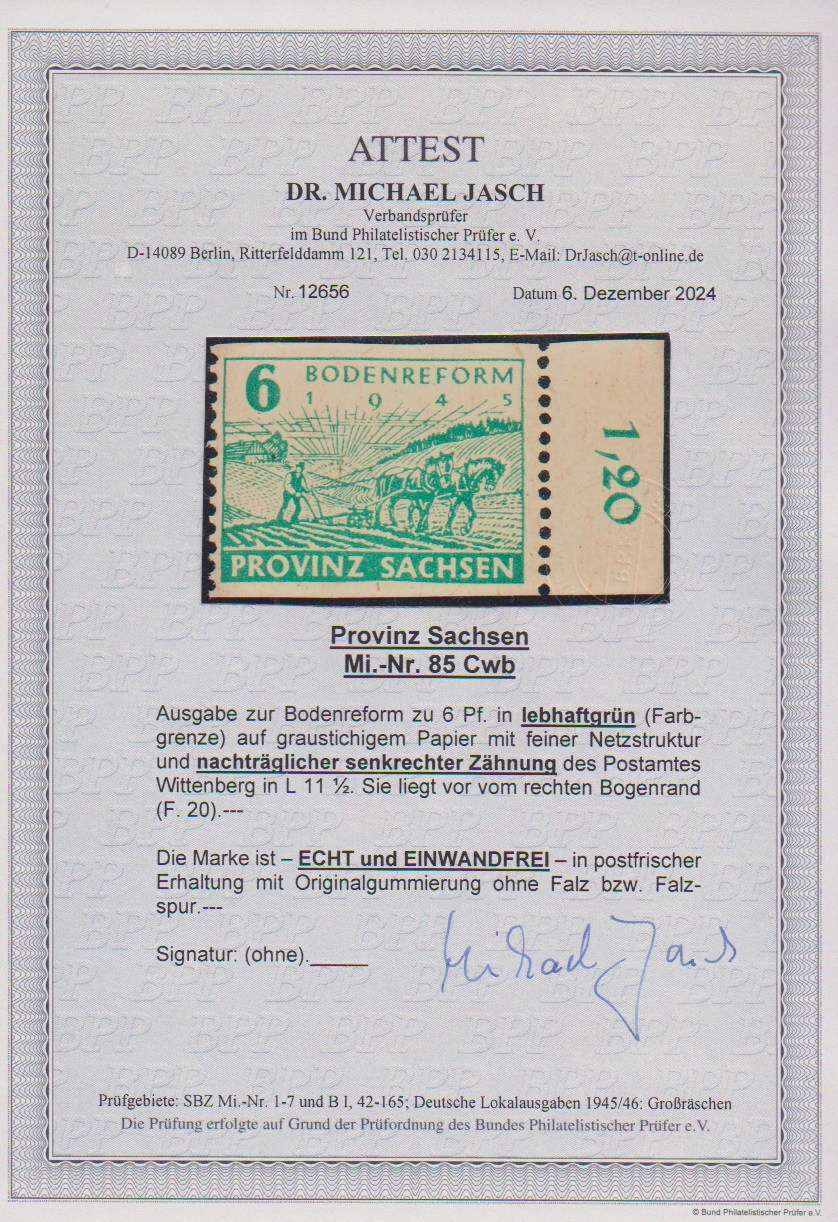 ATTEST
DR. MICHAEL JASCH
Verbandsprüfer
im Bund Philatelistischer Prüfer e. V.
D-14089 Berlin, Ritterfelddamm 121, Tel. 030 2134115, E-Mail: DrJasch@t-online.de
Nr. 12656 Datum 6. Dezember 2024
6 BODENREFORM
1 9 4 5
1,20
PROVINZ SACHSEN
Provinz Sachsen
Mi.-Nr. 85 Cwb
Ausgabe zur Bodenreform zu 6 Pf. in lebhaftgrün (Farb-
grenze) auf graustichigem Papier mit feiner Netzstruktur
und nachträglicher senkrechter Zähnung des Postamtes
Wittenberg in L 11 ½. Sie liegt vor vom rechten Bogenrand
(F. 20).---
Die Marke ist – ECHT und EINWANDFREI – in postfrischer
Erhaltung mit Originalgummierung ohne Falz bzw. Falz-
spur.---
Signatur: (ohne).
Michael Jasch
Prüfgebiete: SBZ Mi.-Nr. 1-7 und B I, 42-165; Deutsche Lokalausgaben 1945/46: Großräschen
Die Prüfung erfolgte auf Grund der Prüfordnung des Bundes Philatelistischer Prüfer e.V.
© Bund Philatelistischer Prüfer e.V.